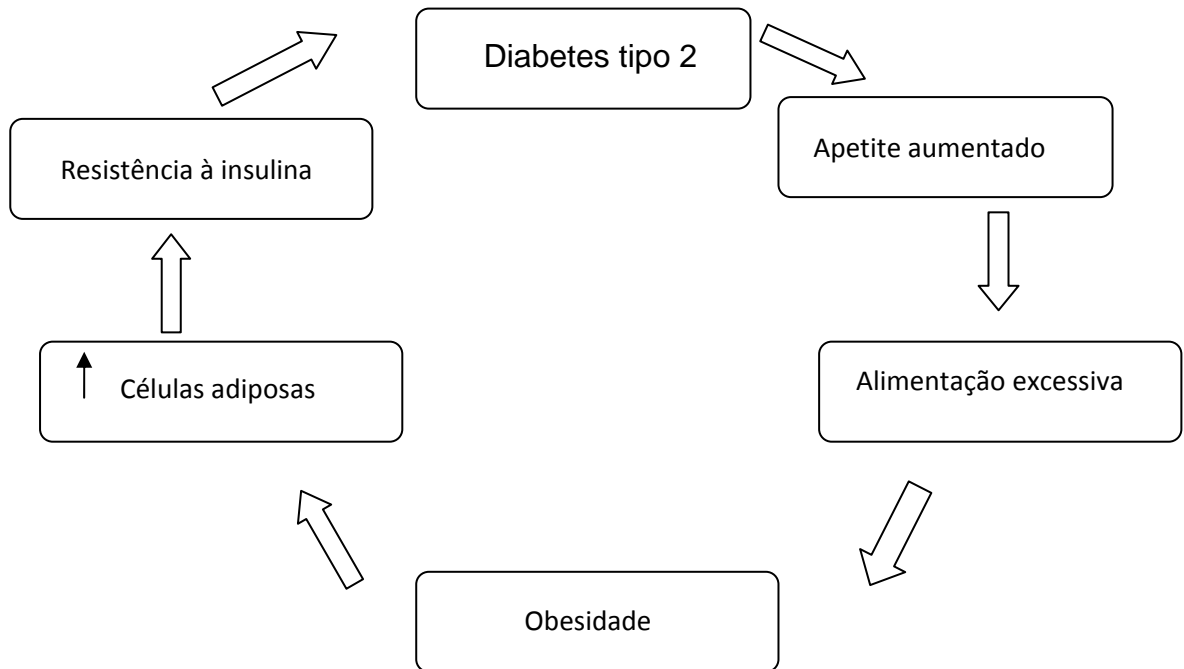 Diabetes tipo 2
Apetite aumentado
Alimentação excessiva
Obesidade
Células adiposas
Resistência à insulina